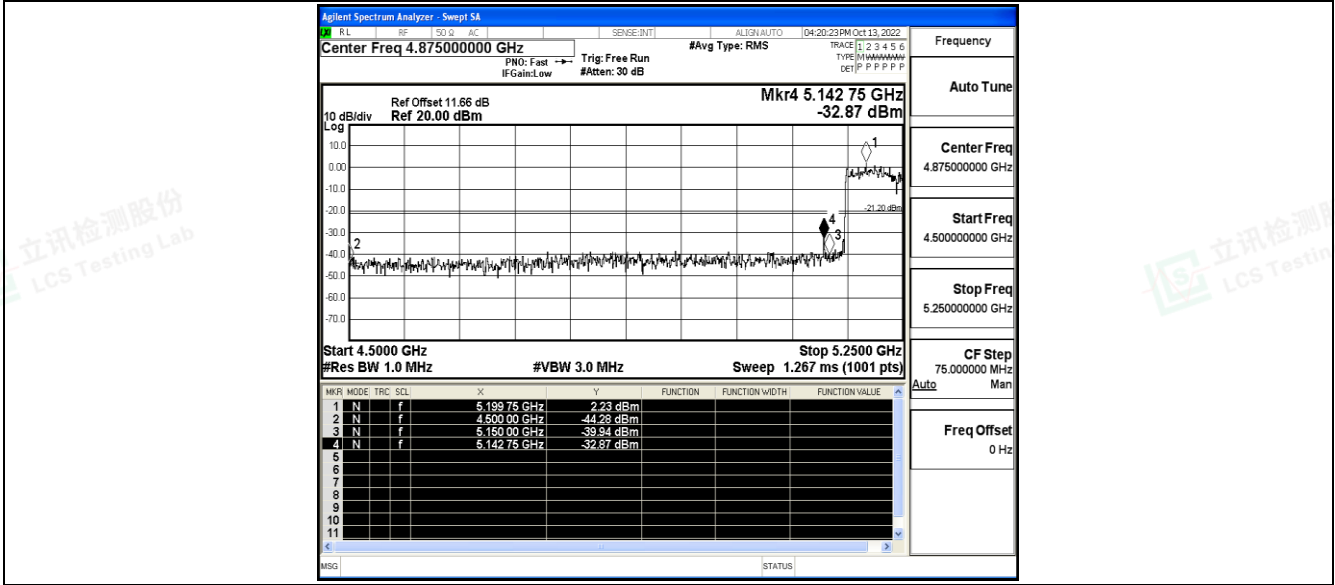 Agilent Spectrum Analyzer - Swept SA
RL RF 50 Ω AC SENSE:INT ALIGN AUTO 04:20:23 PM Oct 13, 2022
Center Freq 4.875000000 GHz
PNO: Fast
IFGain:Low
Trig: Free Run
#Atten: 30 dB
#Avg Type: RMS
TRACE 1 2 3 4 5 6
TYPE M W W W W W
DET P P P P P P
Mkr4 5.142 75 GHz
-32.87 dBm
Ref Offset 11.66 dB
10 dB/div Ref 20.00 dBm
Log
10.0
0.00
-10.0
-20.0
-30.0
-40.0
-50.0
-60.0
-70.0
1
-21.20 dBm
4
3
2
Start 4.5000 GHz Stop 5.2500 GHz
#Res BW 1.0 MHz #VBW 3.0 MHz Sweep 1.267 ms (1001 pts)
MKR MODE TRC SCL X Y FUNCTION FUNCTION WIDTH FUNCTION VALUE
1 N f 5.199 75 GHz 2.23 dBm
2 N f 4.500 00 GHz -44.28 dBm
3 N f 5.150 00 GHz -39.94 dBm
4 N f 5.142 75 GHz -32.87 dBm
5
6
7
8
9
10
11
MSG STATUS
Frequency
Auto Tune
Center Freq
4.875000000 GHz
Start Freq
4.500000000 GHz
Stop Freq
5.250000000 GHz
CF Step
75.000000 MHz
Auto Man
Freq Offset
0 Hz
立讯检测股份
LCS Testing Lab
立讯检测
LCS Testin